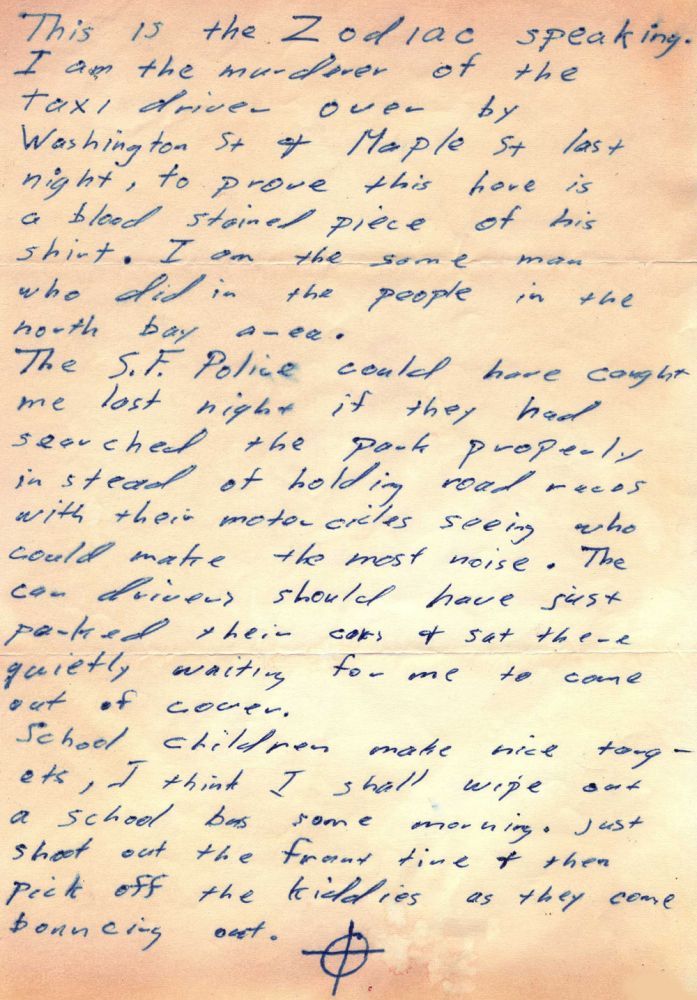 This is the Zodiac speaking.
I am the murderer of the
taxi driver over by
Washington St & Maple St last
night, to prove this here is
a blood stained piece of his
shirt. I am the same man
who did in the people in the
north bay area.
The S.F. Police could have caught
me last night if they had
searched the park properly
in stead of holding road races
with their motorcicles seeing who
could make the most noise. The
car drivers should have just
parked their cars & sat there
quietly waiting for me to come
out of cover.
School children make nice targ-
ets, I think I shall wipe out
a school bus some morning. Just
shoot out the front tire & then
pick off the kiddies as they come
bouncing out.